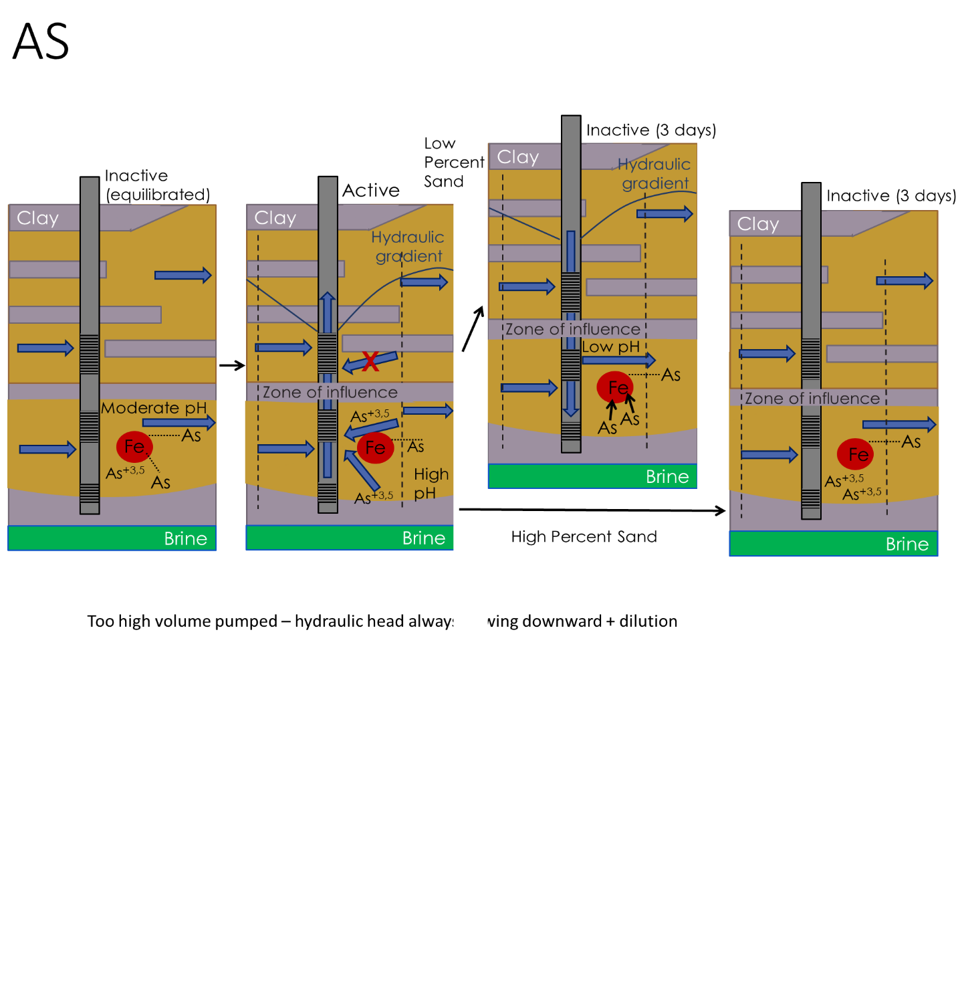 AS
Inactive
(equilibrated)
Clay
Moderate pH
Fe
As
As+3,5
As
Brine
Active
Clay
Hydraulic
gradient
X
Zone of influence
As+3,5
Fe
As
High
pH
As+3,5
Brine
Low
Percent
Sand
Inactive (3 days)
Clay
Hydraulic
gradient
Zone of influence
Low pH
As
Fe
As
As
Brine
High Percent Sand
Inactive (3 days)
Clay
Zone of influence
As
Fe
As+3,5
As+3,5
Brine
Too high volume pumped – hydraulic head always wing downward + dilution